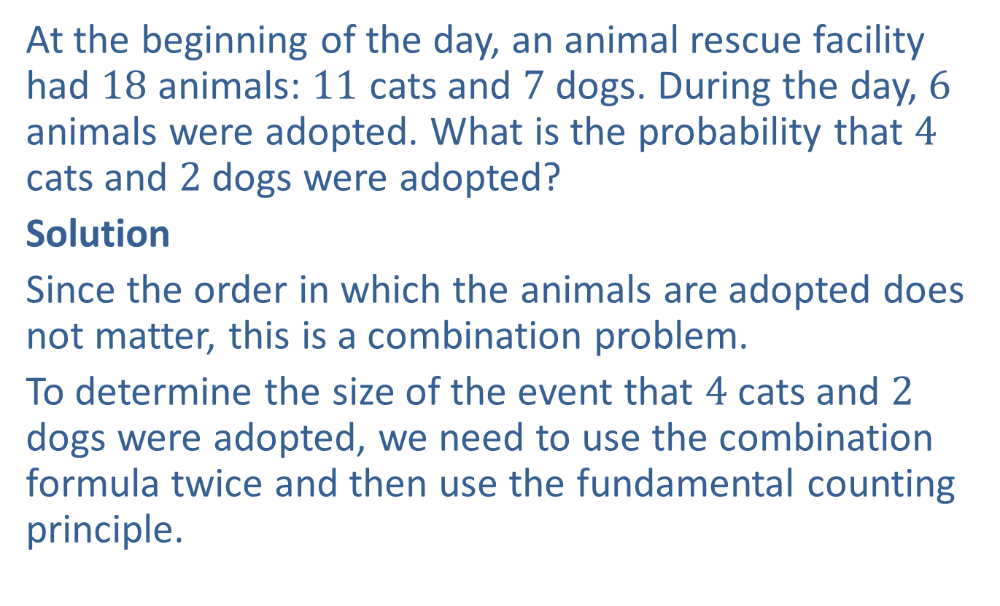 At the beginning of the day, an animal rescue facility
had 18 animals: 11 cats and 7 dogs. During the day, 6
animals were adopted. What is the probability that 4
cats and 2 dogs were adopted?
Solution
Since the order in which the animals are adopted does
not matter, this is a combination problem.
To determine the size of the event that 4 cats and 2
dogs were adopted, we need to use the combination
formula twice and then use the fundamental counting
principle.